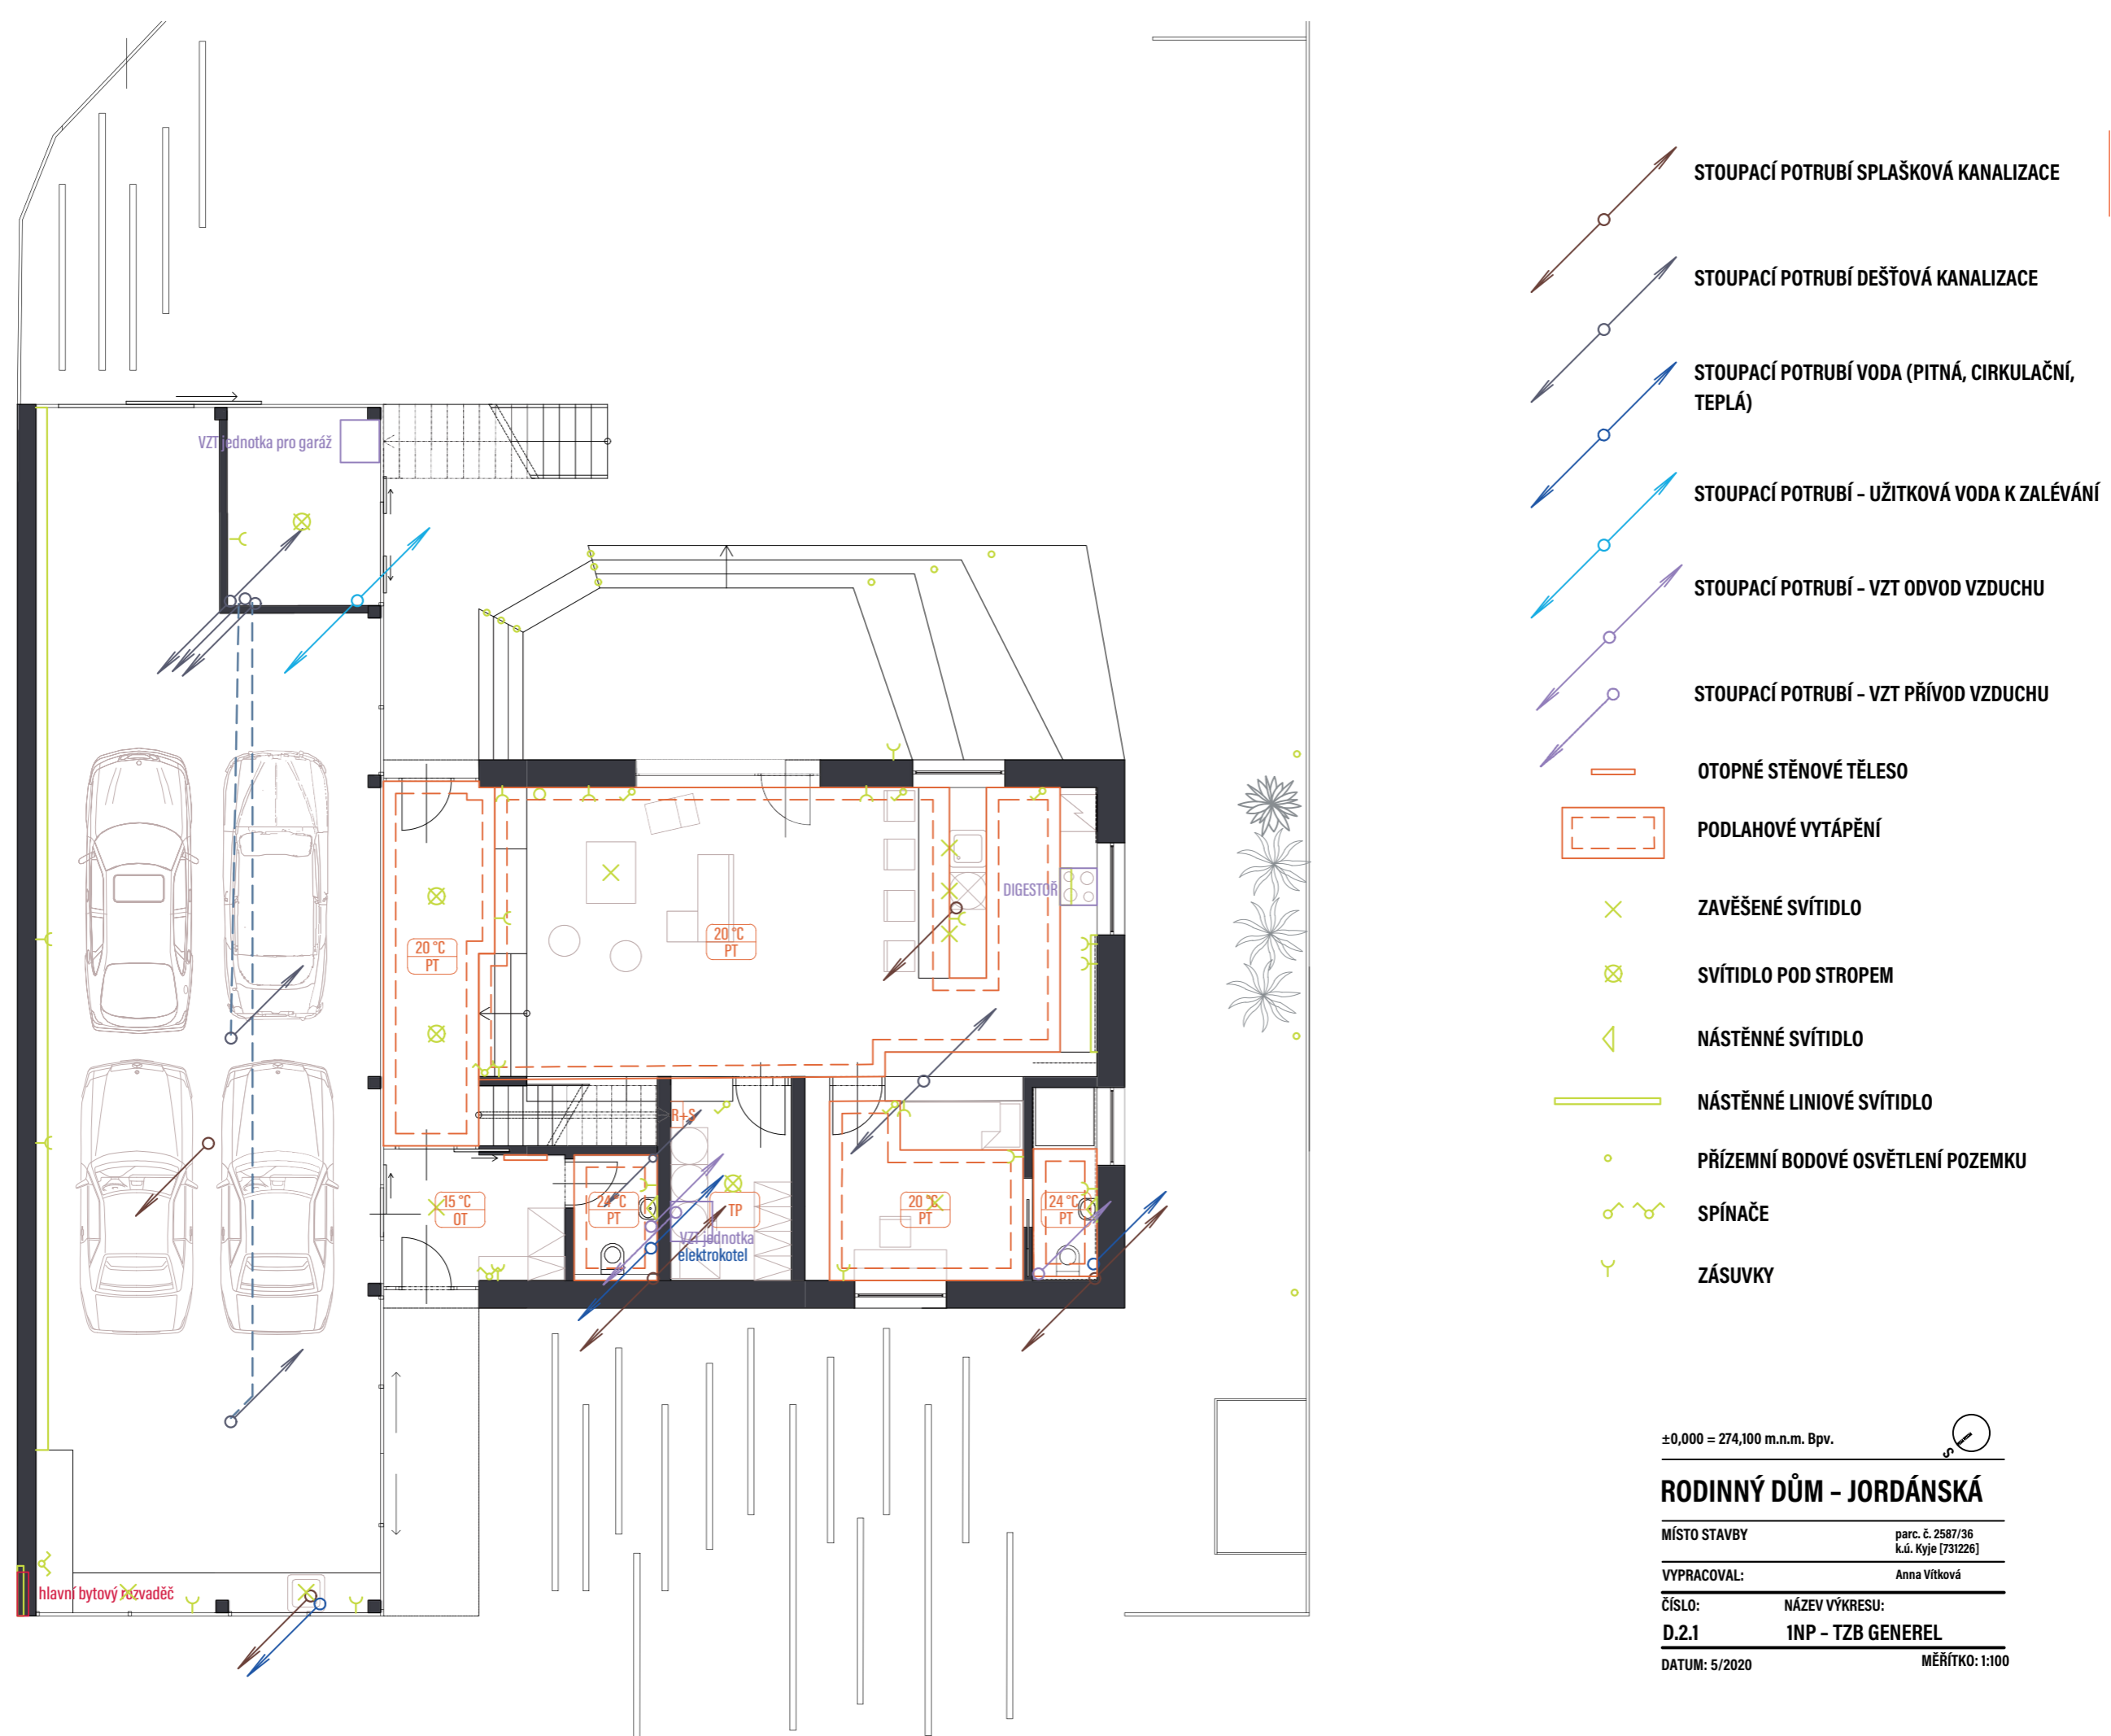 VZT jednotka pro garáž
DIGESTOŘ
20 °C
PT
20 °C
PT
R+S
15 °C
OT
24 °C
PT
TP
VZT jednotka
elektrokotel
20 °C
PT
24 °C
PT
hlavní bytový rozvaděč
STOUPACÍ POTRUBÍ SPLAŠKOVÁ KANALIZACE
STOUPACÍ POTRUBÍ DEŠŤOVÁ KANALIZACE
STOUPACÍ POTRUBÍ VODA (PITNÁ, CIRKULAČNÍ,
TEPLÁ)
STOUPACÍ POTRUBÍ – UŽITKOVÁ VODA K ZALÉVÁNÍ
STOUPACÍ POTRUBÍ – VZT ODVOD VZDUCHU
STOUPACÍ POTRUBÍ – VZT PŘÍVOD VZDUCHU
OTOPNÉ STĚNOVÉ TĚLESO
PODLAHOVÉ VYTÁPĚNÍ
ZAVĚŠENÉ SVÍTIDLO
SVÍTIDLO POD STROPEM
NÁSTĚNNÉ SVÍTIDLO
NÁSTĚNNÉ LINIOVÉ SVÍTIDLO
PŘÍZEMNÍ BODOVÉ OSVĚTLENÍ POZEMKU
SPÍNAČE
ZÁSUVKY
±0,000 = 274,100 m.n.m. Bpv.
S
RODINNÝ DŮM – JORDÁNSKÁ
MÍSTO STAVBY
parc. č. 2587/36
k.ú. Kyje [731226]
VYPRACOVAL:
Anna Vítková
ČÍSLO:
NÁZEV VÝKRESU:
D.2.1
1NP – TZB GENEREL
DATUM: 5/2020
MĚŘÍTKO: 1:100